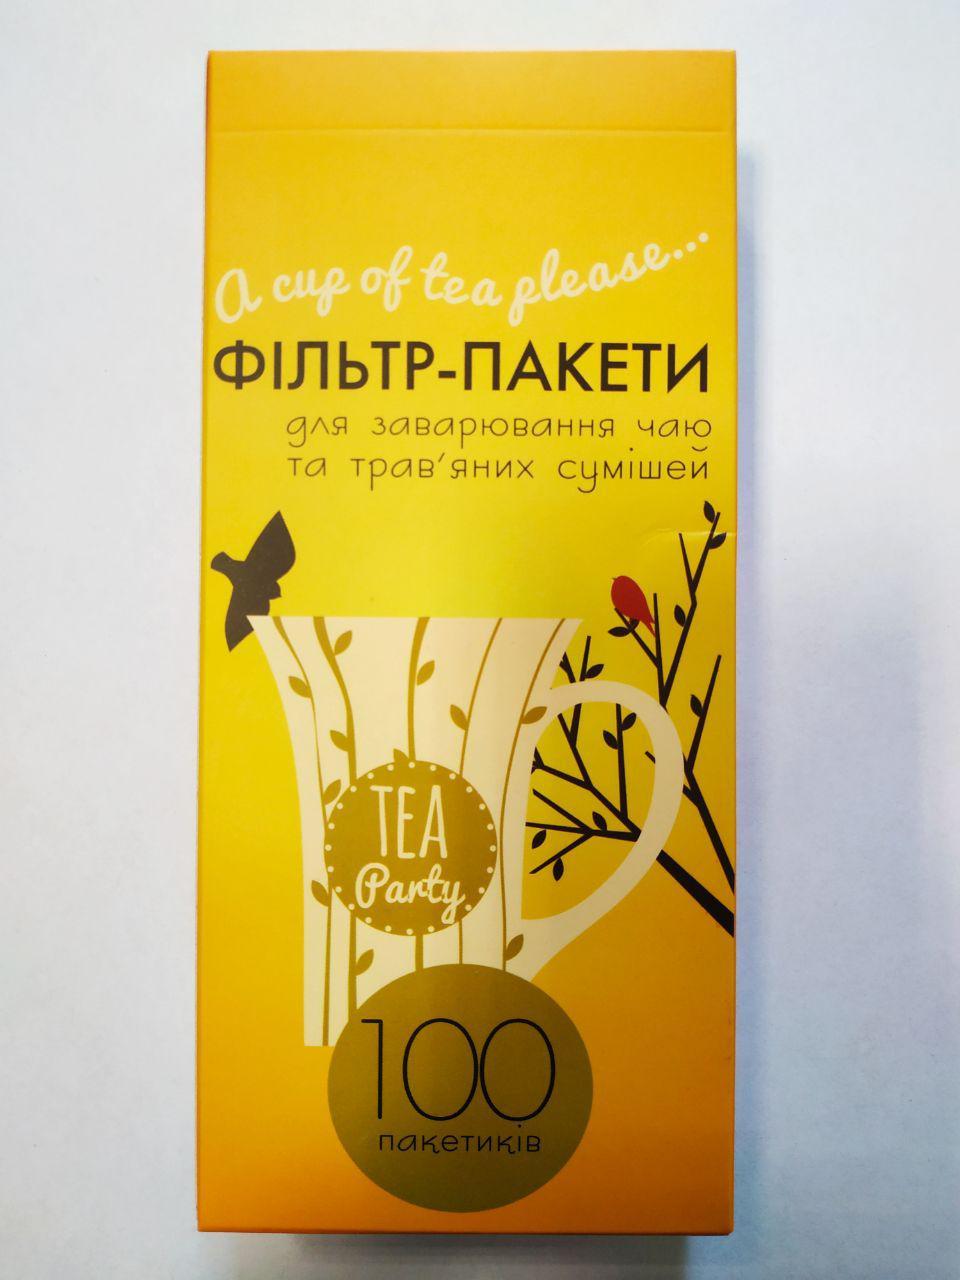 A cup of tea please...
ФІЛЬТР-ПАКЕТИ
для заварювання чаю
та трав'яних сумішей
TEA
Party
100
пакетиків